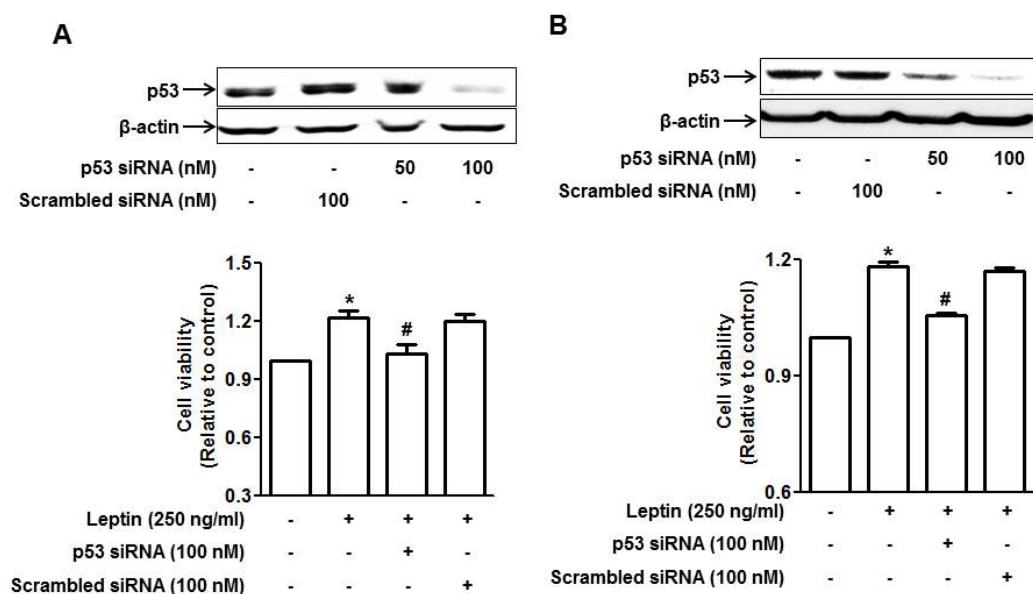 A
p53
β-actin
p53 siRNA (nM) - - 50 100
Scrambled siRNA (nM) - 100 - -
1.5
1.2
0.9
0.6
0.3
Cell viability
(Relative to control)
*
#
Leptin (250 ng/ml) - + + +
p53 siRNA (100 nM) - - + -
Scrambled siRNA (100 nM) - - - +
B
p53
β-actin
p53 siRNA (nM) - - 50 100
Scrambled siRNA (nM) - 100 - -
1.2
0.9
0.6
Cell viability
(Relative to control)
*
#
Leptin (250 ng/ml) - + + +
p53 siRNA (100 nM) - - + -
Scrambled siRNA (100 nM) - - - +